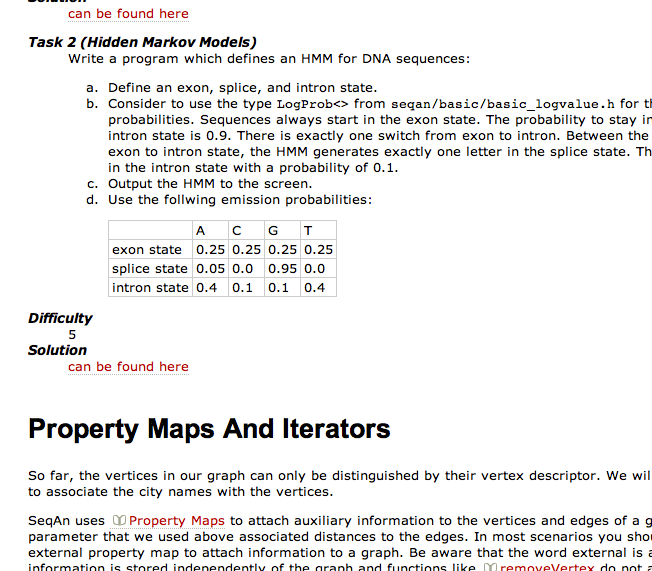 can be found here
Task 2 (Hidden Markov Models)
Write a program which defines an HMM for DNA sequences:
a. Define an exon, splice, and intron state.
b. Consider to use the type LogProb<> from seqan/basic/basic_logvalue.h for
probabilities. Sequences always start in the exon state. The probability to stay in
intron state is 0.9. There is exactly one switch from exon to intron. Between the
exon to intron state, the HMM generates exactly one letter in the splice state.
in the intron state with a probability of 0.1.
c. Output the HMM to the screen.
d. Use the follwing emission probabilities:
A C G T
exon state 0.25 0.25 0.25 0.25
splice state 0.05 0.0 0.95 0.0
intron state 0.4 0.1 0.1 0.4
Difficulty
5
Solution
can be found here
Property Maps And Iterators
So far, the vertices in our graph can only be distinguished by their vertex descriptor. We wil
to associate the city names with the vertices.
SeqAn uses Property Maps to attach auxiliary information to the vertices and edges of a
parameter that we used above associated distances to the edges. In most scenarios you
external property map to attach information to a graph. Be aware that the word external is
information is stored independently of the graph and functions like removeVertex do not